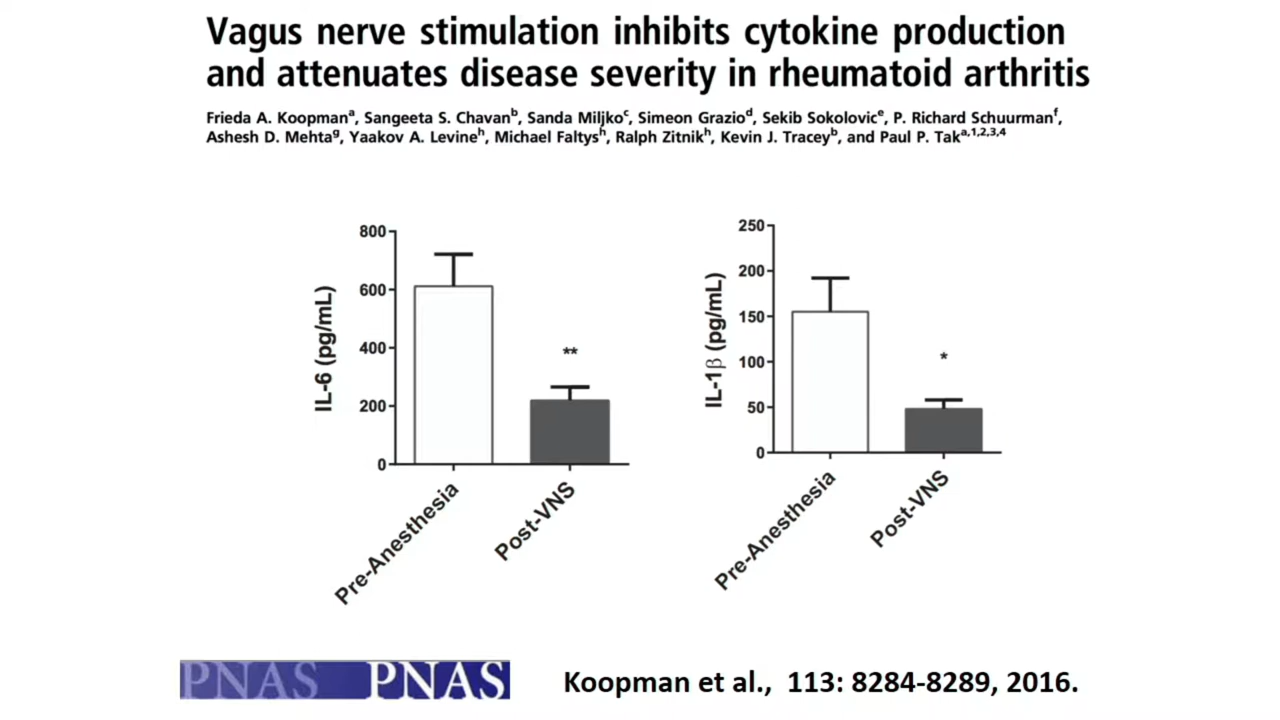 Vagus nerve stimulation inhibits cytokine production
and attenuates disease severity in rheumatoid arthritis
Frieda A. Koopmanᵃ, Sangeeta S. Chavanᵇ, Sanda Miljkoᶜ, Simeon Grazioᵈ, Sekib Sokolovicᵉ, P. Richard Schuurmanᶠ,
Ashesh D. Mehtaᵍ, Yaakov A. Levineʰ, Michael Faltysʰ, Ralph Zitnikʰ, Kevin J. Traceyᵇ, and Paul P. Takᵃ,¹,²,³,⁴
IL-6 (pg/mL)
800
600
400
200
0
**
Pre-Anesthesia
Post-VNS
IL-1β (pg/mL)
250
200
150
100
50
0
*
Pre-Anesthesia
Post-VNS
PNAS PNAS
Koopman et al., 113: 8284-8289, 2016.